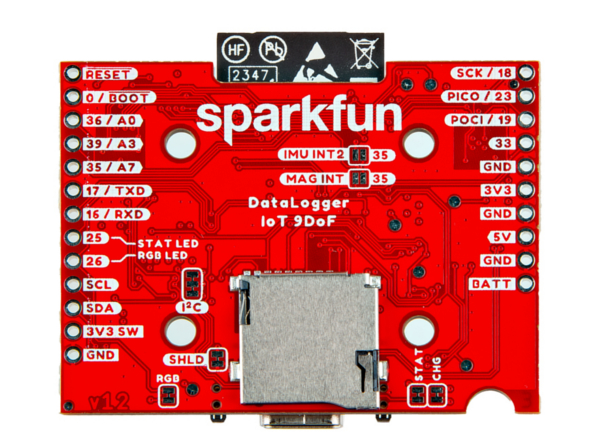 HF Pb
2347
RESET
0 / BOOT
36 / A0
39 / A3
35 / A7
17 / TXD
16 / RXD
25
STAT LED
26
RGB LED
SCL
SDA
3V3 SW
GND
sparkfun
IMU INT2 35
MAG INT 35
DataLogger
IoT 9DoF
I²C
SHLD
RGB
v12
STAT
CHG
SCK / 18
PICO / 23
POCI / 19
33
GND
3V3
GND
5V
GND
BATT